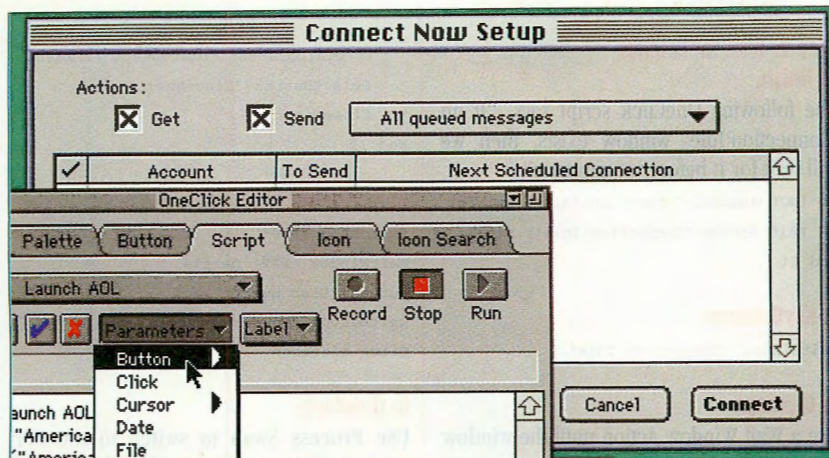 Connect Now Setup
Actions:
Get Send All queued messages
Account To Send Next Scheduled Connection
OneClick Editor
Palette Button Script Icon Icon Search
Launch AOL
Record Stop Run
Parameters Label
Button
Click
Cursor
Date
File
aunch AOL
"America
("America
Cancel Connect